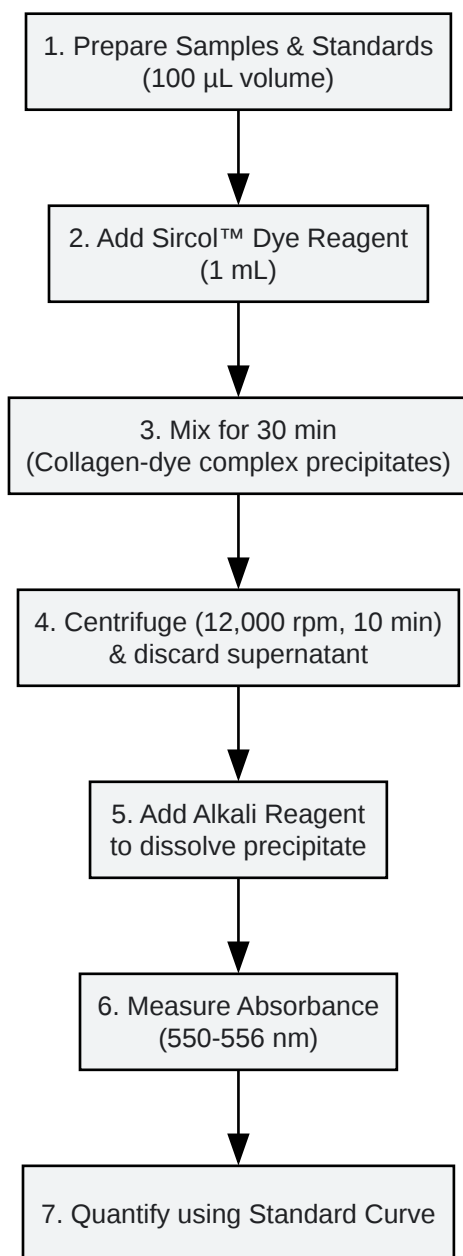 1. Prepare Samples & Standards
(100 µL volume)
2. Add Sircol™ Dye Reagent
(1 mL)
3. Mix for 30 min
(Collagen-dye complex precipitates)
4. Centrifuge (12,000 rpm, 10 min)
& discard supernatant
5. Add Alkali Reagent
to dissolve precipitate
6. Measure Absorbance
(550-556 nm)
7. Quantify using Standard Curve